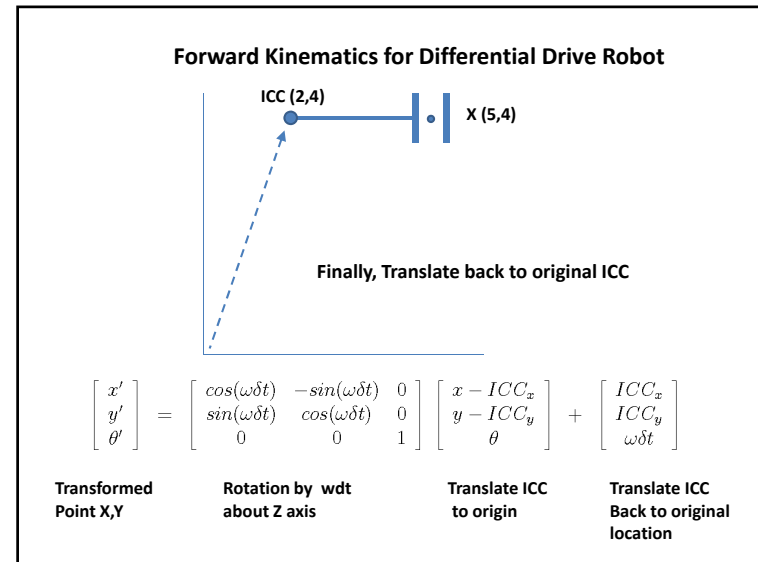 Forward Kinematics for Differential Drive Robot
ICC (2,4)
X (5,4)
Finally, Translate back to original ICC
[ x′ ] = [ cos(ωδt) −sin(ωδt) 0 ] [ x − ICCₓ ] + [ ICCₓ ]
[ y′ ] [ sin(ωδt) cos(ωδt) 0 ] [ y − ICC_y ] [ ICC_y ]
[ θ′ ] [ 0 0 1 ] [ θ ] [ ωδt ]
Transformed
Point X,Y
Rotation by wdt
about Z axis
Translate ICC
to origin
Translate ICC
Back to original
location